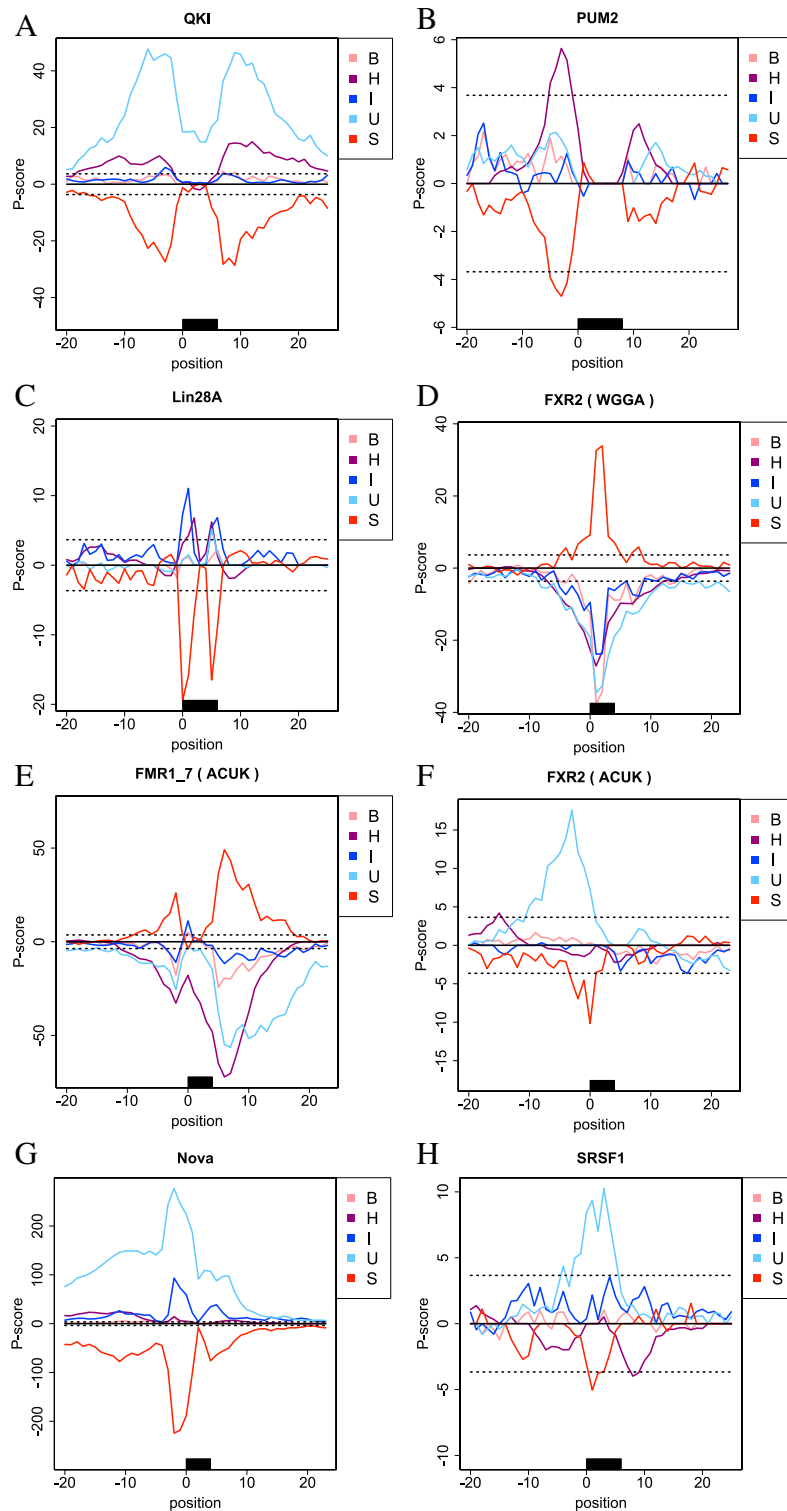 A
QKI
P-score
40
20
0
-20
-40
-20 -10 0 10 20
position
B
H
I
U
S
B
PUM2
P-score
6
4
2
0
-2
-4
-6
-20 -10 0 10 20
position
B
H
I
U
S
C
Lin28A
P-score
20
10
0
-10
-20
-20 -10 0 10 20
position
B
H
I
U
S
D
FXR2 ( WGGA )
P-score
40
20
0
-20
-40
-20 -10 0 10 20
position
B
H
I
U
S
E
FMR1_7 ( ACUK )
P-score
50
0
-50
-20 -10 0 10 20
position
B
H
I
U
S
F
FXR2 ( ACUK )
P-score
15
10
5
0
-5
-10
-15
-20 -10 0 10 20
position
B
H
I
U
S
G
Nova
P-score
200
100
0
-100
-200
-20 -10 0 10 20
position
B
H
I
U
S
H
SRSF1
P-score
10
5
0
-5
-10
-20 -10 0 10 20
position
B
H
I
U
S